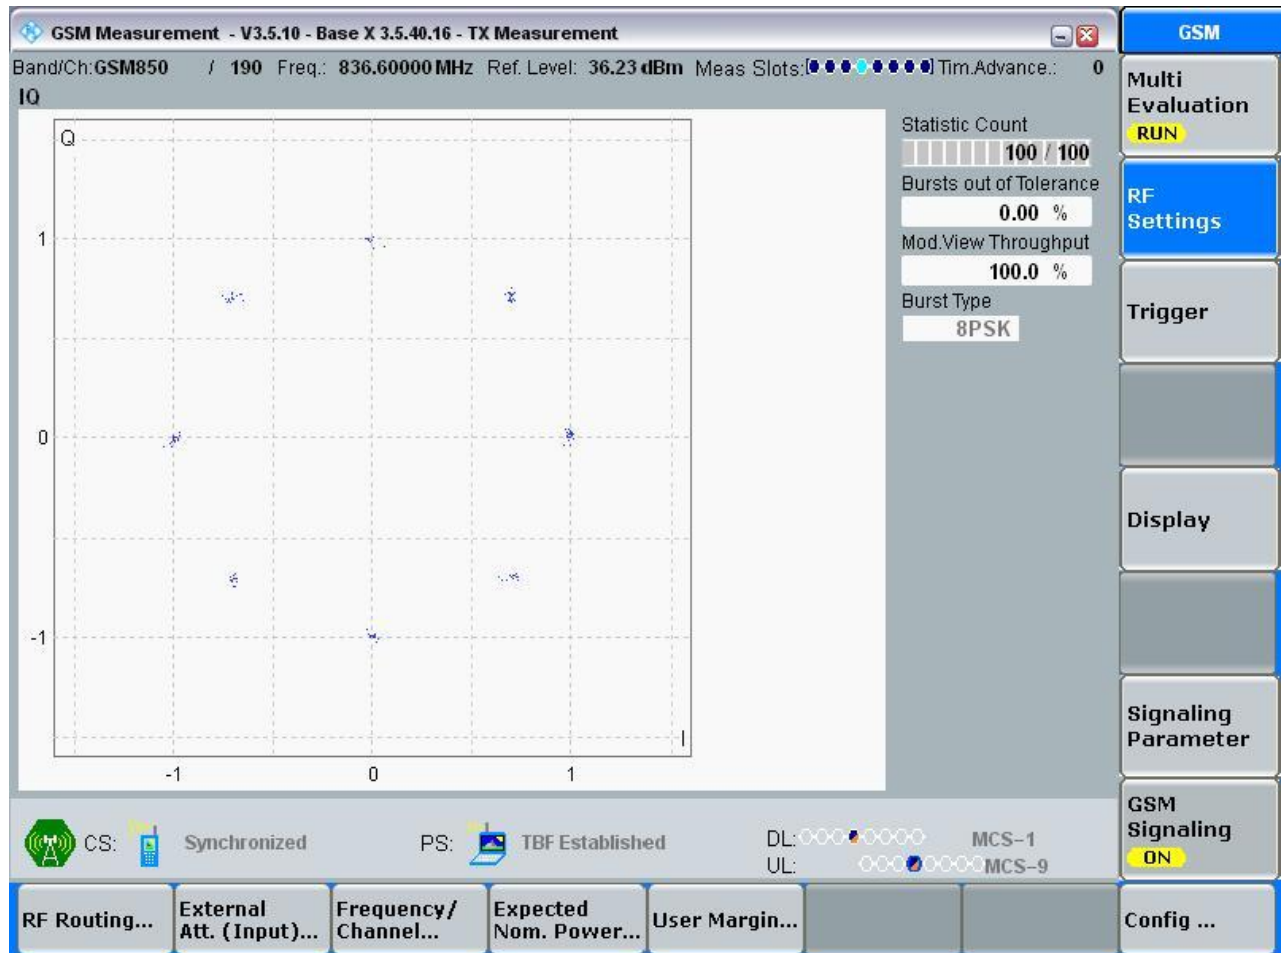 GSM Measurement - V3.5.10 - Base X 3.5.40.16 - TX Measurement
GSM
Band/Ch:GSM850 / 190 Freq.: 836.60000 MHz Ref. Level: 36.23 dBm Meas Slots: Tim.Advance.: 0
IQ
Multi
Evaluation
RUN
Statistic Count
100 / 100
Bursts out of Tolerance
0.00 %
Mod.View Throughput
100.0 %
Burst Type
8PSK
RF
Settings
Trigger
Display
Signaling
Parameter
GSM
Signaling
ON
Q
1
0
-1
I
-1 0 1
CS: Synchronized PS: TBF Established DL: MCS-1
UL: MCS-9
RF Routing...
External
Att. (Input)...
Frequency/
Channel...
Expected
Nom. Power...
User Margin...
Config ...